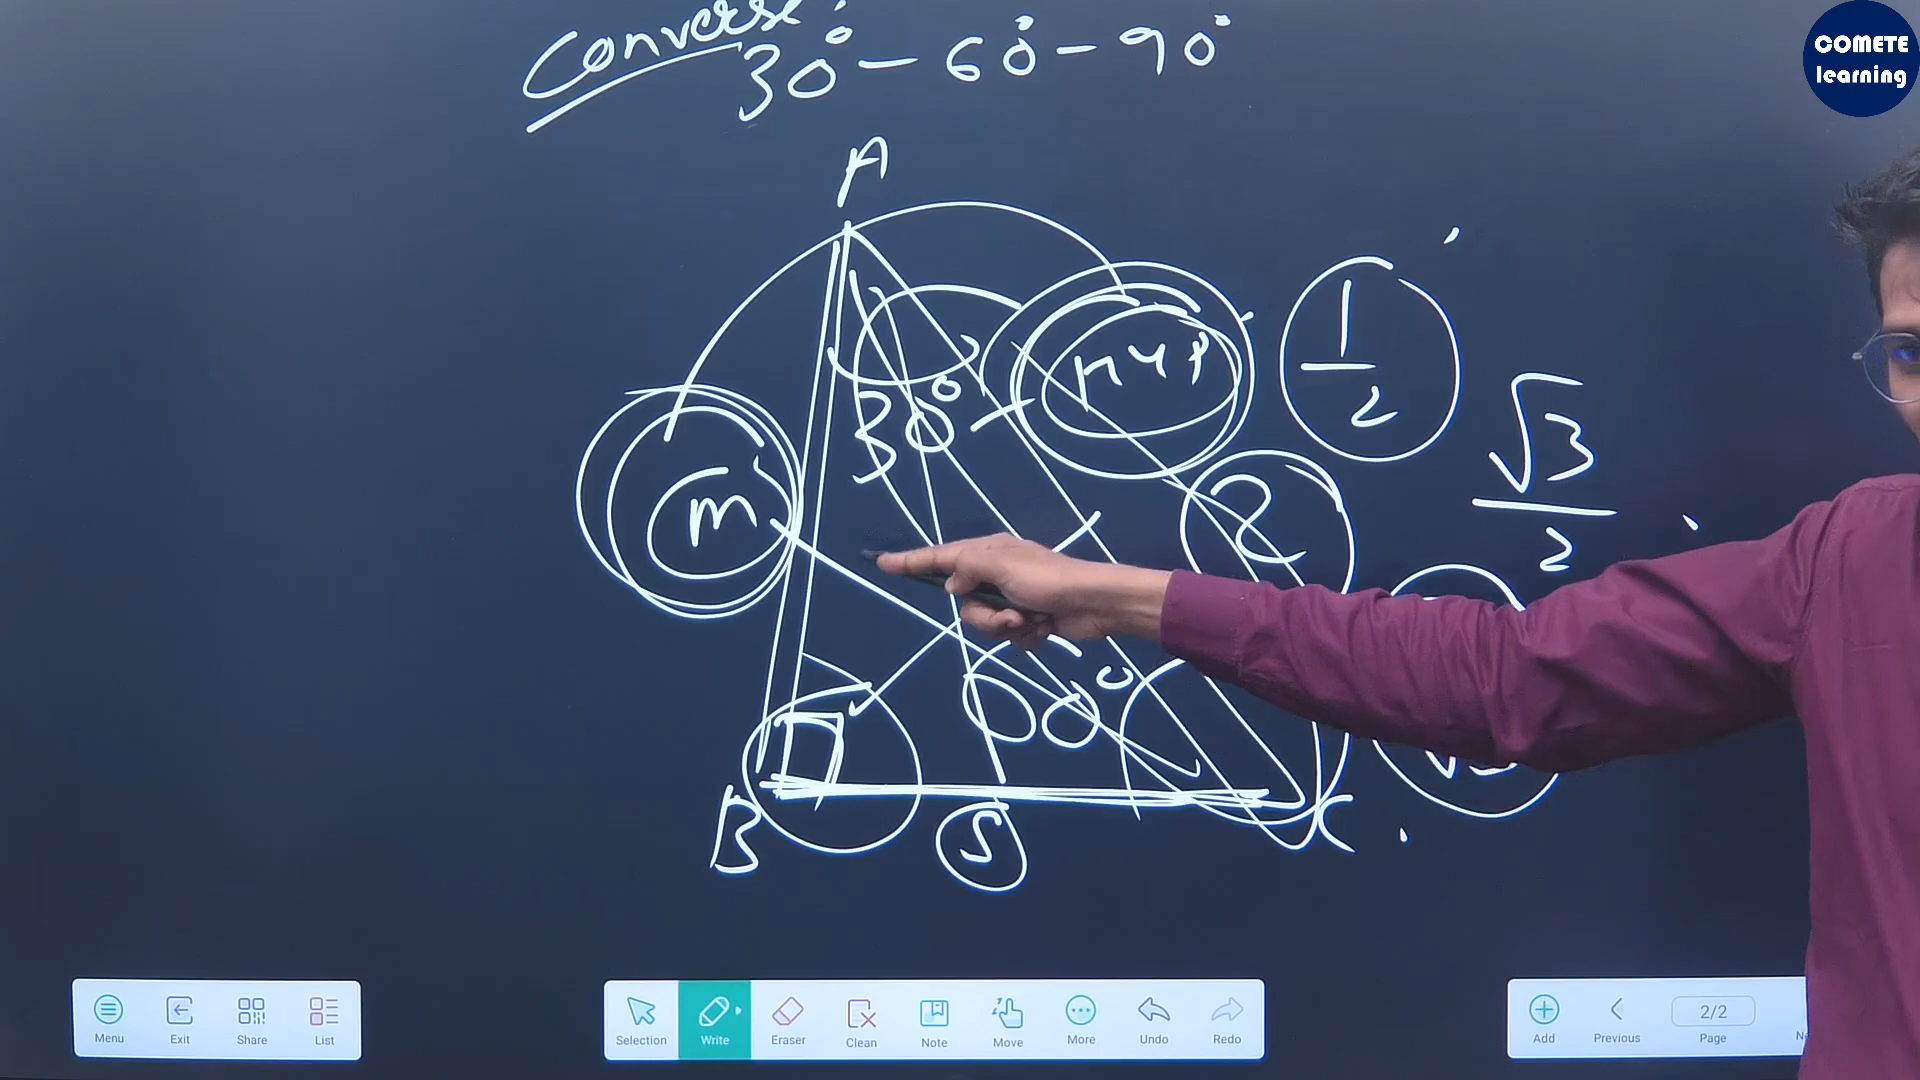 COMETE
learning
Converse:
30° – 60° – 90°
A
30°
HYP
1
2
√3
2
m
2
60°
B
S
C
Menu
Exit
Share
List
Selection
Write
Eraser
Clean
Note
Move
More
Undo
Redo
Add
Previous
2/2
Page